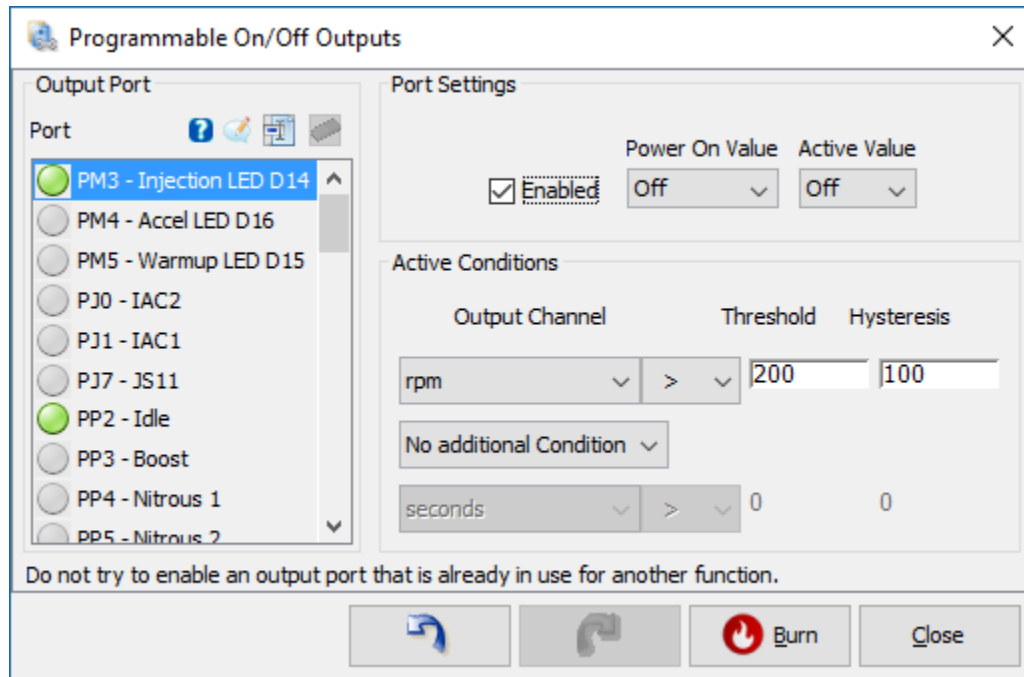 Programmable On/Off Outputs
Output Port
Port
PM3 - Injection LED D14
PM4 - Accel LED D16
PM5 - Warmup LED D15
PJ0 - IAC2
PJ1 - IAC1
PJ7 - JS11
PP2 - Idle
PP3 - Boost
PP4 - Nitrous 1
PP5 - Nitrous 2
Port Settings
Power On Value Active Value
Enabled Off Off
Active Conditions
Output Channel Threshold Hysteresis
rpm > 200 100
No additional Condition
seconds > 0 0
Do not try to enable an output port that is already in use for another function.
Burn Close